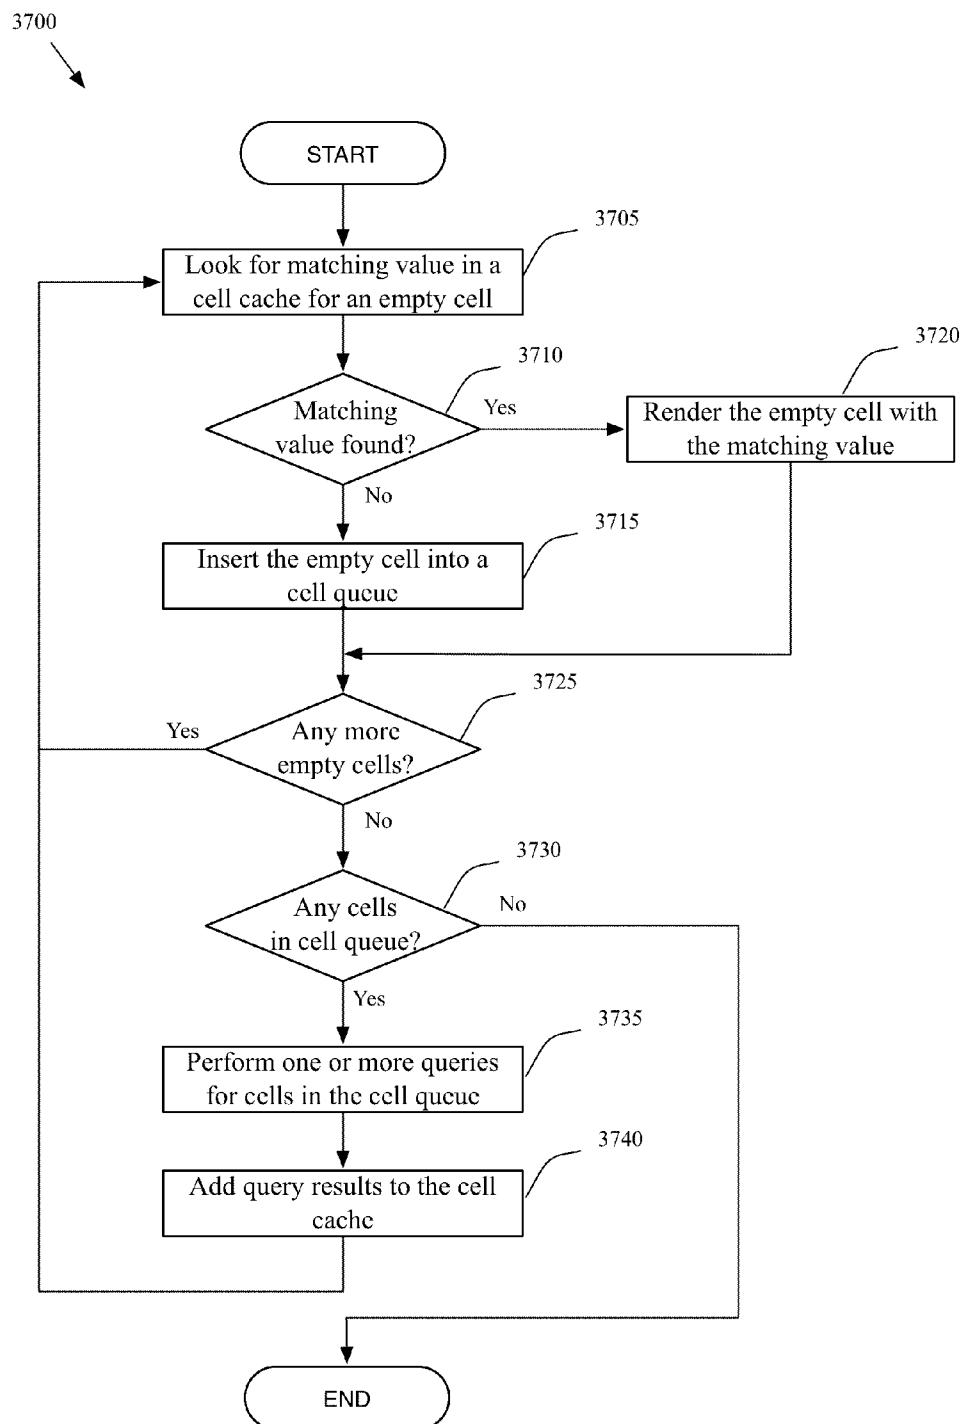 3700
START
3705
Look for matching value in a
cell cache for an empty cell
3710
3720
Matching
value found?
Yes
Render the empty cell with
the matching value
No
3715
Insert the empty cell into a
cell queue
3725
Yes
Any more
empty cells?
No
3730
Any cells
in cell queue?
No
Yes
3735
Perform one or more queries
for cells in the cell queue
3740
Add query results to the cell
cache
END